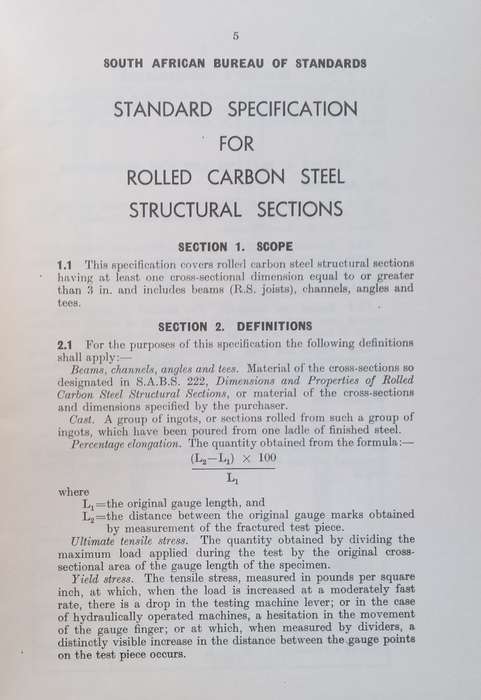 5
SOUTH AFRICAN BUREAU OF STANDARDS
STANDARD SPECIFICATION
FOR
ROLLED CARBON STEEL
STRUCTURAL SECTIONS
SECTION 1. SCOPE
1.1 This specification covers rolled carbon steel structural sections
having at least one cross-sectional dimension equal to or greater
than 3 in. and includes beams (R.S. joists), channels, angles and
tees.
SECTION 2. DEFINITIONS
2.1 For the purposes of this specification the following definitions
shall apply:—
Beams, channels, angles and tees. Material of the cross-sections so
designated in S.A.B.S. 222, Dimensions and Properties of Rolled
Carbon Steel Structural Sections, or material of the cross-sections
and dimensions specified by the purchaser.
Cast. A group of ingots, or sections rolled from such a group of
ingots, which have been poured from one ladle of finished steel.
Percentage elongation. The quantity obtained from the formula:—
(L₂—L₁) × 100
L₁
where
L₁=the original gauge length, and
L₂=the distance between the original gauge marks obtained
by measurement of the fractured test piece.
Ultimate tensile stress. The quantity obtained by dividing the
maximum load applied during the test by the original cross-
sectional area of the gauge length of the specimen.
Yield stress. The tensile stress, measured in pounds per square
inch, at which, when the load is increased at a moderately fast
rate, there is a drop in the testing machine lever; or in the case
of hydraulically operated machines, a hesitation in the movement
of the gauge finger; or at which, when measured by dividers, a
distinctly visible increase in the distance between the gauge points
on the test piece occurs.